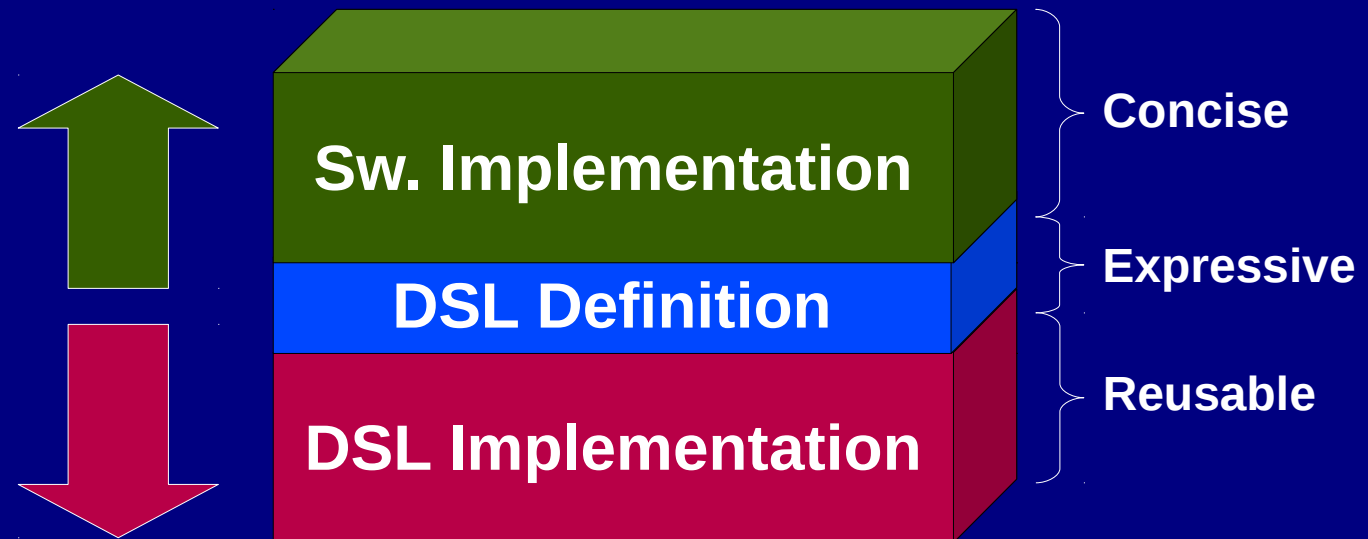 Concise
Sw. Implementation
Expressive
DSL Definition
Reusable
DSL Implementation